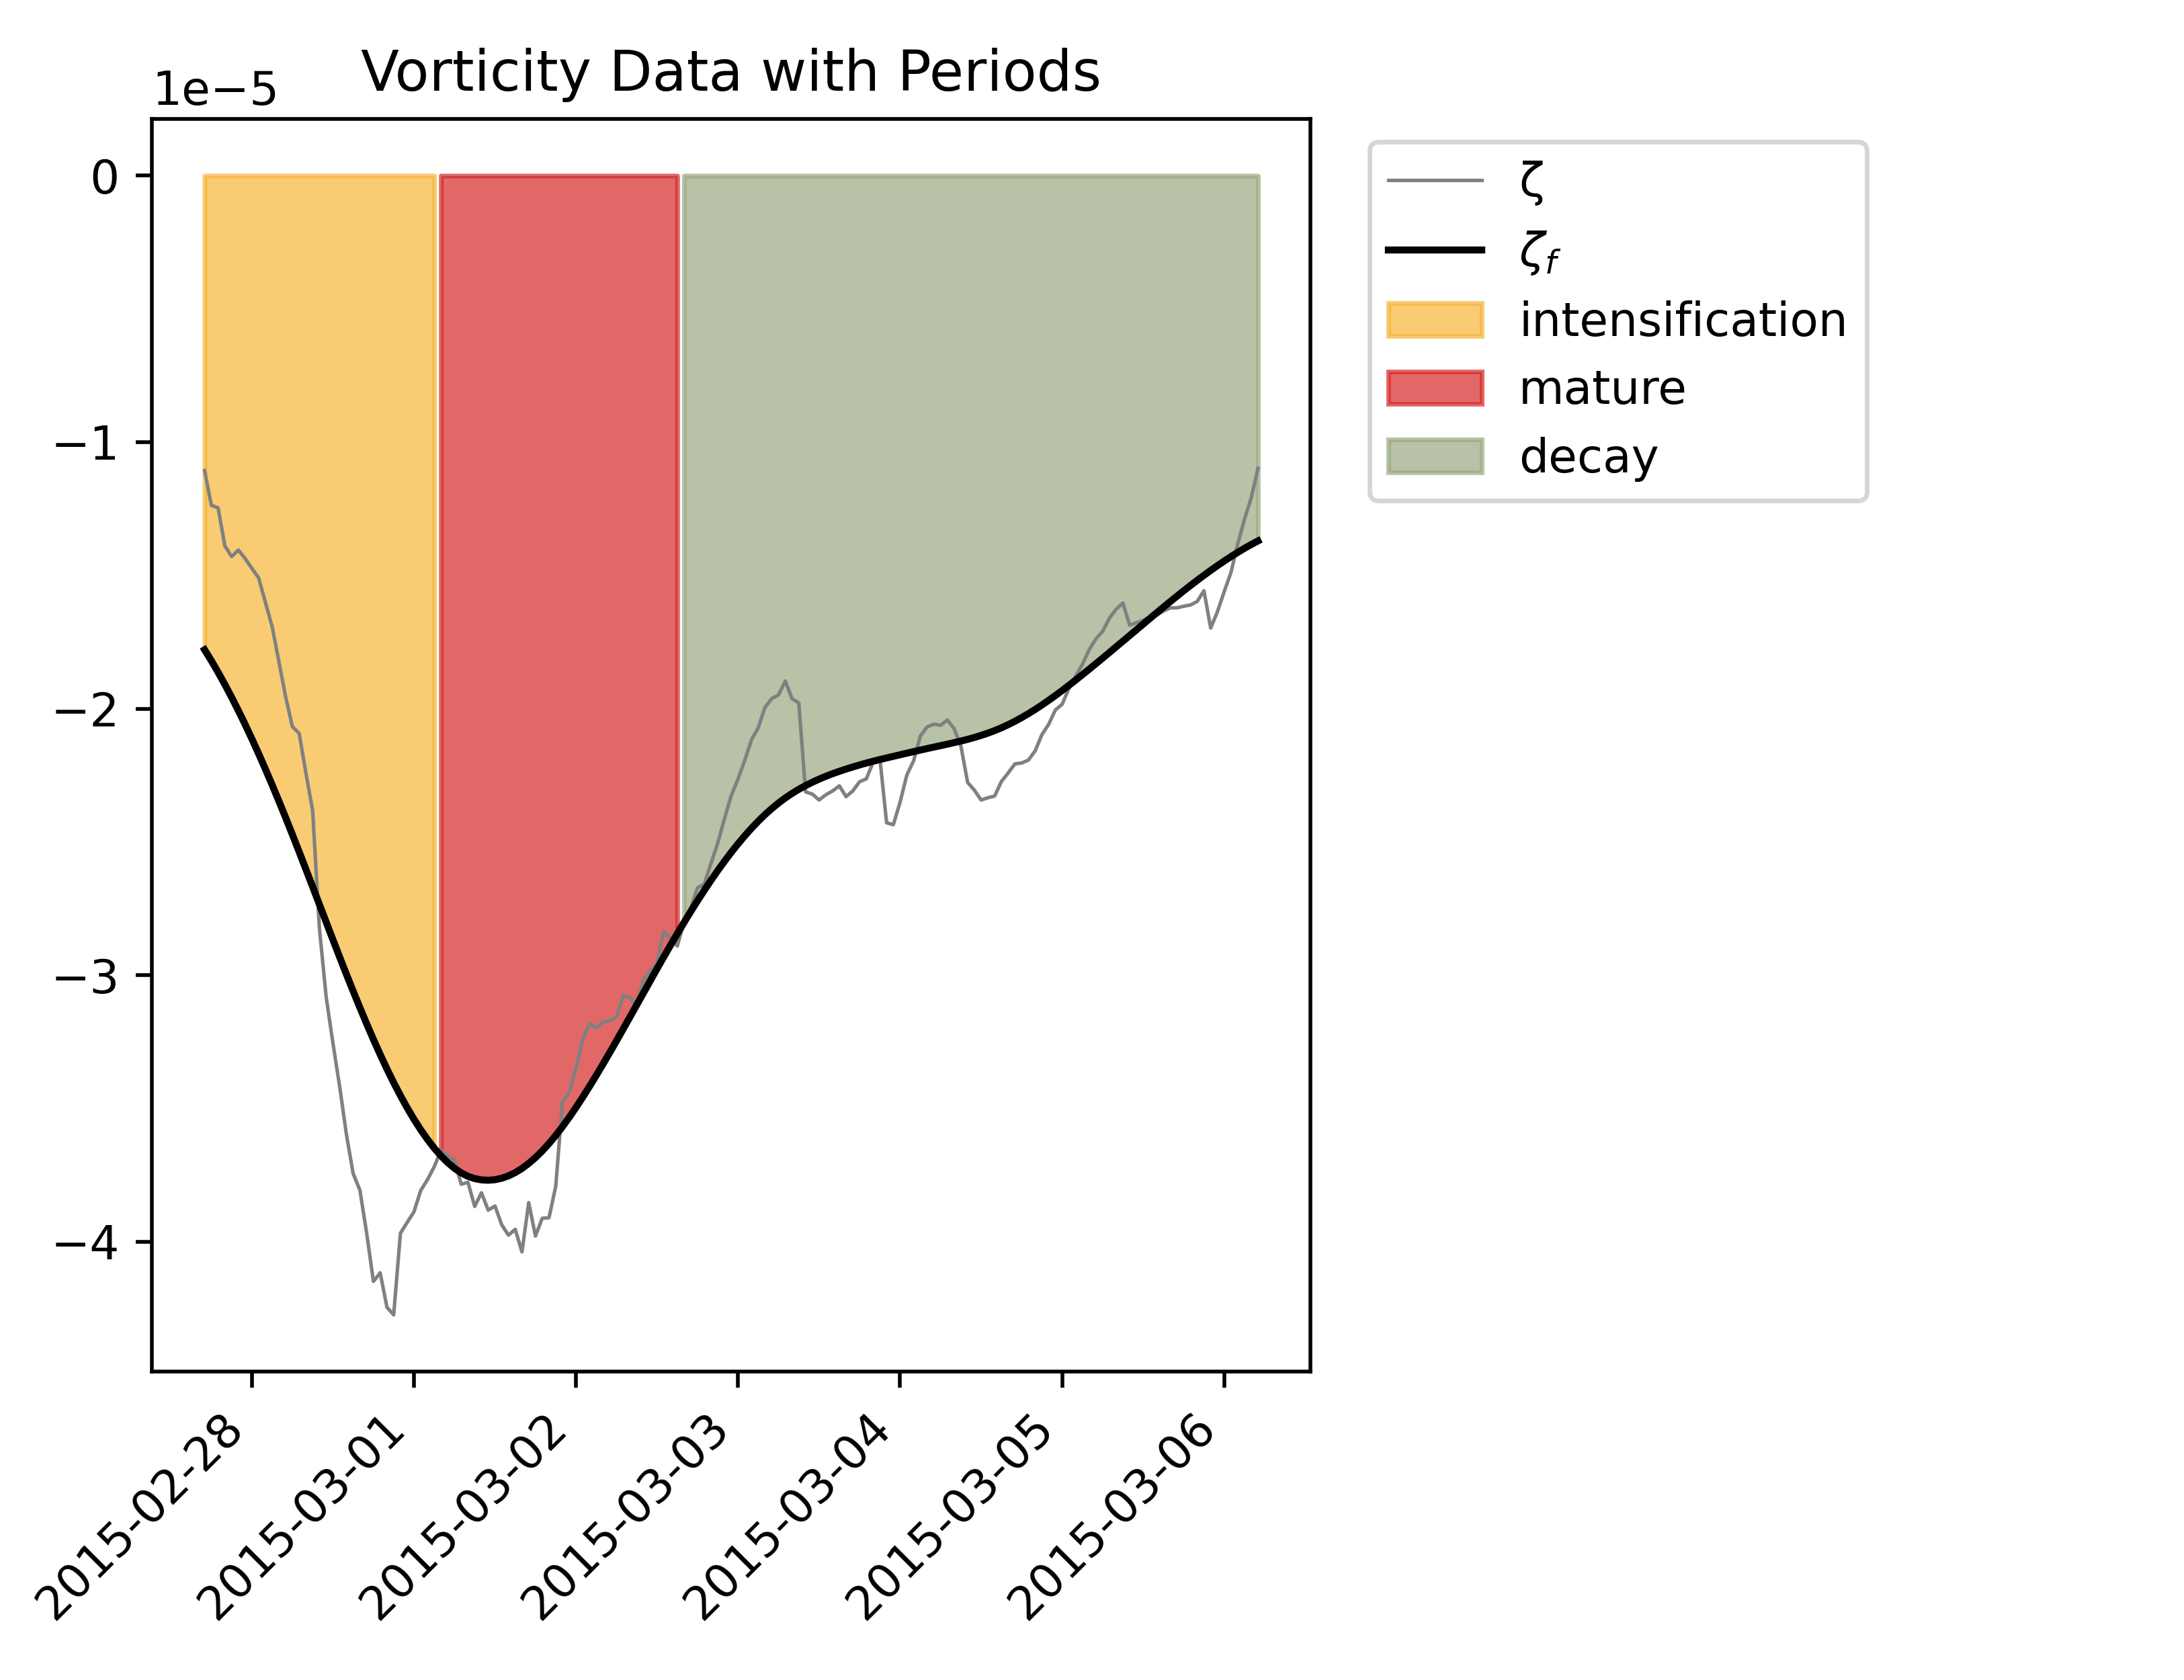 Vorticity Data with Periods
1e−5
0
−1
−2
−3
−4
2015-02-28
2015-03-01
2015-03-02
2015-03-03
2015-03-04
2015-03-05
2015-03-06
ζ
ζf
intensification
mature
decay